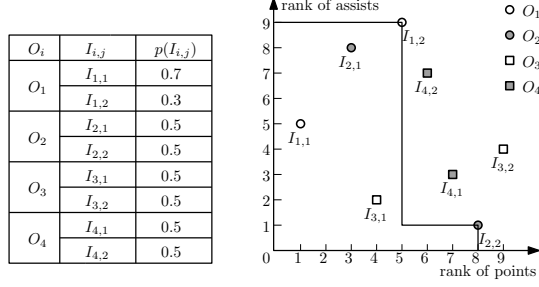 O_i I_{i,j} p(I_{i,j})
O_1 I_{1,1} 0.7
I_{1,2} 0.3
O_2 I_{2,1} 0.5
I_{2,2} 0.5
O_3 I_{3,1} 0.5
I_{3,2} 0.5
O_4 I_{4,1} 0.5
I_{4,2} 0.5
rank of assists
9
8
7
6
5
4
3
2
1
0
1 2 3 4 5 6 7 8 9
rank of points
I_{1,2}
I_{2,1}
I_{4,2}
I_{1,1}
I_{3,2}
I_{4,1}
I_{3,1}
I_{2,2}
O_1
O_2
O_3
O_4